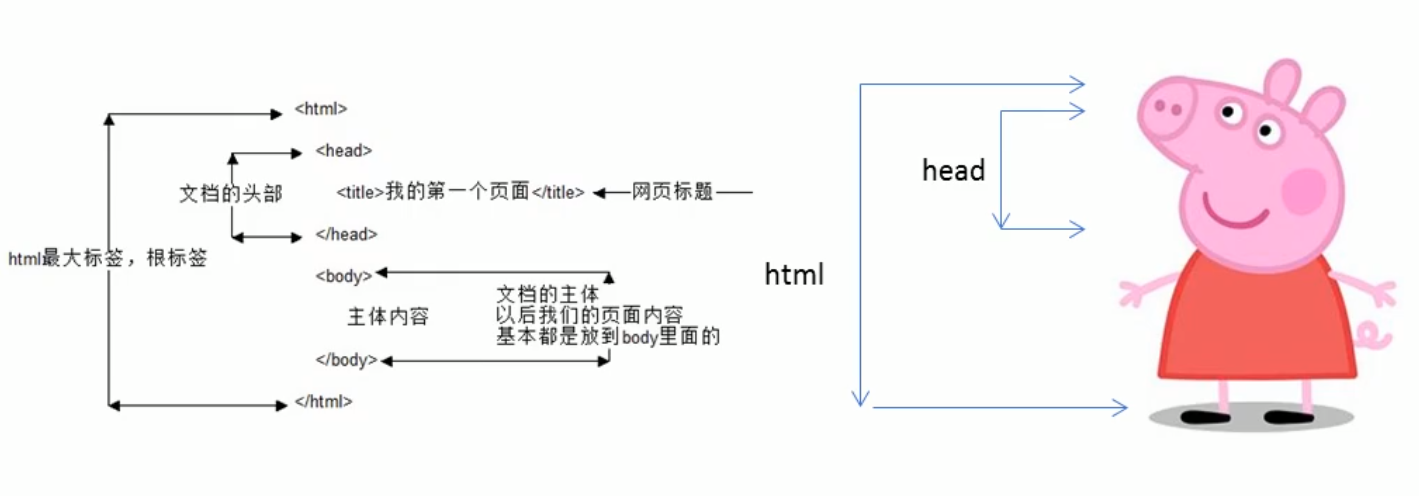 <html>
<head>
文档的头部
<title>我的第一个页面</title>
网页标题
</head>
html最大标签，根标签
<body>
文档的主体
主体内容
以后我们的页面内容
基本都是放到body里面的
</body>
</html>
head
html